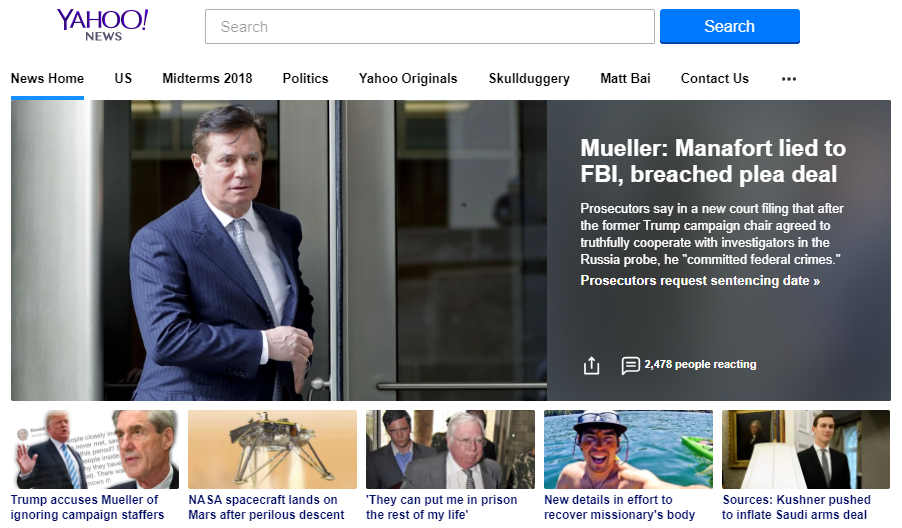 YAHOO!
NEWS
Search
Search
News Home
US
Midterms 2018
Politics
Yahoo Originals
Skullduggery
Matt Bai
Contact Us
Mueller: Manafort lied to
FBI, breached plea deal
Prosecutors say in a new court filing that after
the former Trump campaign chair agreed to
truthfully cooperate with investigators in the
Russia probe, he "committed federal crimes."
Prosecutors request sentencing date »
2,478 people reacting
Trump accuses Mueller of
ignoring campaign staffers
NASA spacecraft lands on
Mars after perilous descent
'They can put me in prison
the rest of my life'
New details in effort to
recover missionary's body
Sources: Kushner pushed
to inflate Saudi arms deal